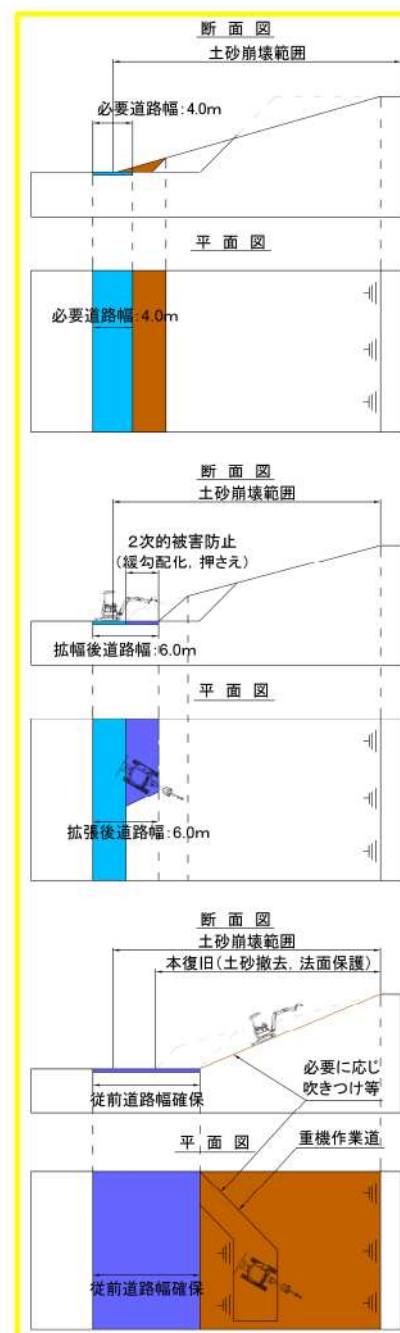 断 面 図
土砂崩壊範囲
必要道路幅：4.0m
平 面 図
必要道路幅：4.0m
断 面 図
土砂崩壊範囲
2次的被害防止
(緩勾配化，押さえ)
拡幅後道路幅：6.0m
平 面 図
拡張後道路幅：6.0m
断 面 図
土砂崩壊範囲
本復旧(土砂撤去，法面保護)
必要に応じ
吹きつけ等
従前道路幅確保
平 面 図
重機作業道
従前道路幅確保